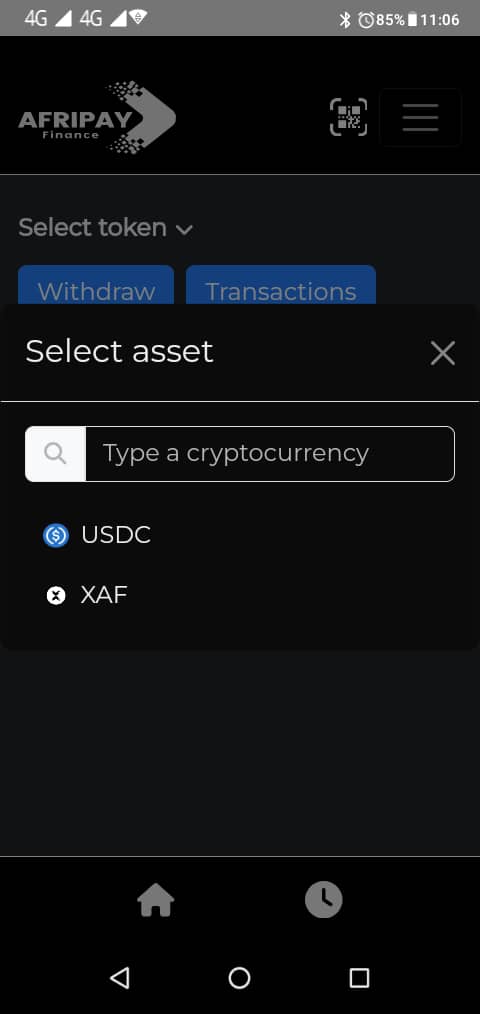 4G 4G 85% 11:06
AFRIPAY
Finance
Select token
Withdraw Transactions
Select asset
Type a cryptocurrency
USDC
XAF